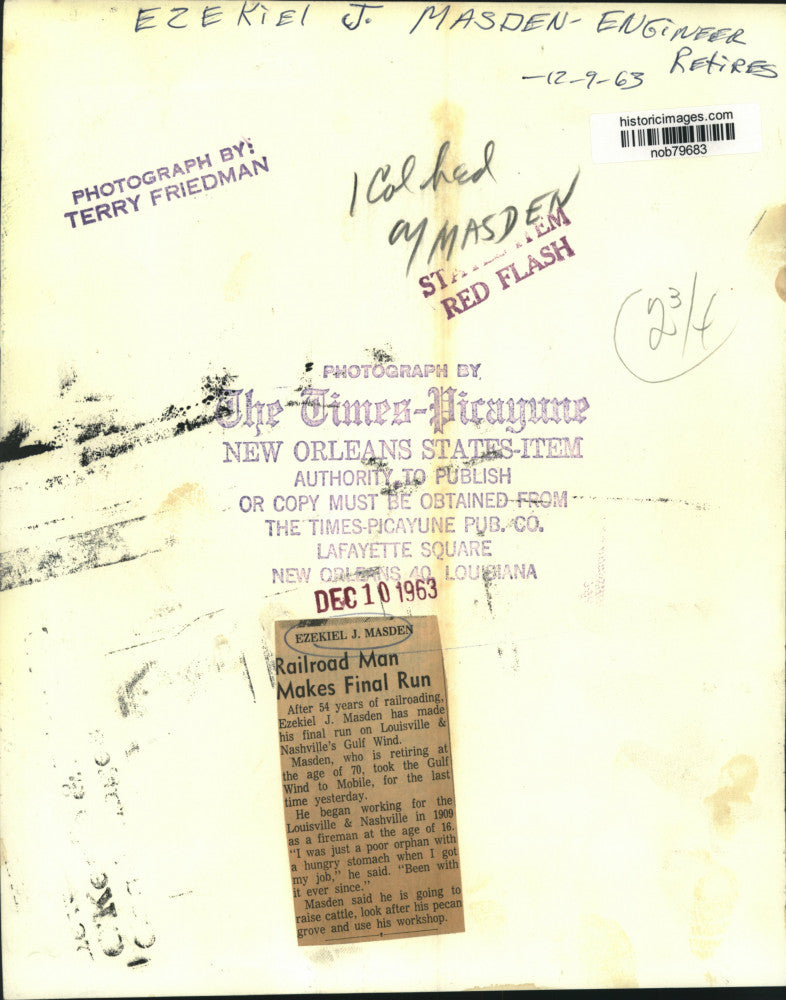 EZEKiEl J. MASDEN- ENGiNEER
RetiRES
-12-9-63
historicimages.com
nob79683
PHOTOGRAPH BY:
TERRY FRIEDMAN
1 Col hed
MASDEN
RED FLASH
2 3/4
PHOTOGRAPH BY
The Times-Picayune
NEW ORLEANS STATES-ITEM
AUTHORITY TO PUBLISH
OR COPY MUST BE OBTAINED FROM
THE TIMES-PICAYUNE PUB. CO.
LAFAYETTE SQUARE
NEW ORLEANS 40, LOUISIANA
DEC 10 1963
EZEKIEL J. MASDEN
Railroad Man
Makes Final Run
After 54 years of railroading,
Ezekiel J. Masden has made
his final run on Louisville &
Nashville's Gulf Wind.
Masden, who is retiring at
the age of 70, took the Gulf
Wind to Mobile, for the last
time yesterday.
He began working for the
Louisville & Nashville in 1909
as a fireman at the age of 16.
"I was just a poor orphan with
a hungry stomach when I got
my job," he said. "Been with
it ever since."
Masden said he is going to
raise cattle, look after his pecan
grove and use his workshop.